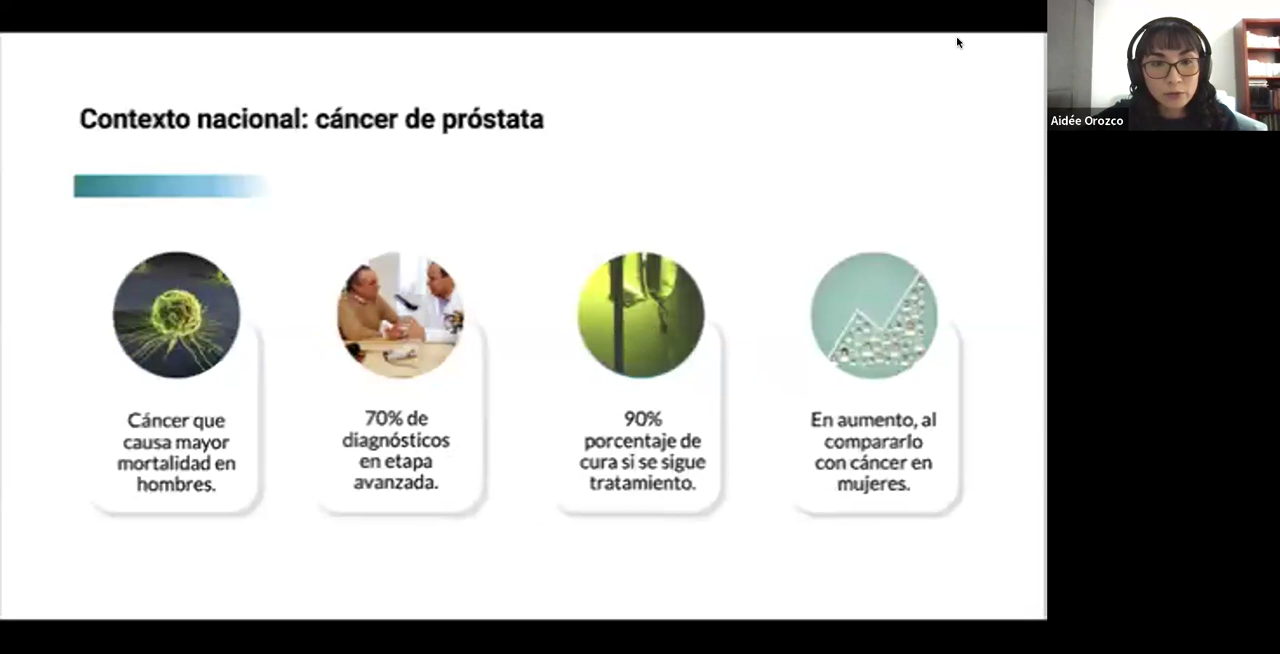 Contexto nacional: cáncer de próstata
Aidée Orozco
Cáncer que
causa mayor
mortalidad en
hombres.
70% de
diagnósticos
en etapa
avanzada.
90%
porcentaje de
cura si se sigue
tratamiento.
En aumento, al
compararlo
con cáncer en
mujeres.